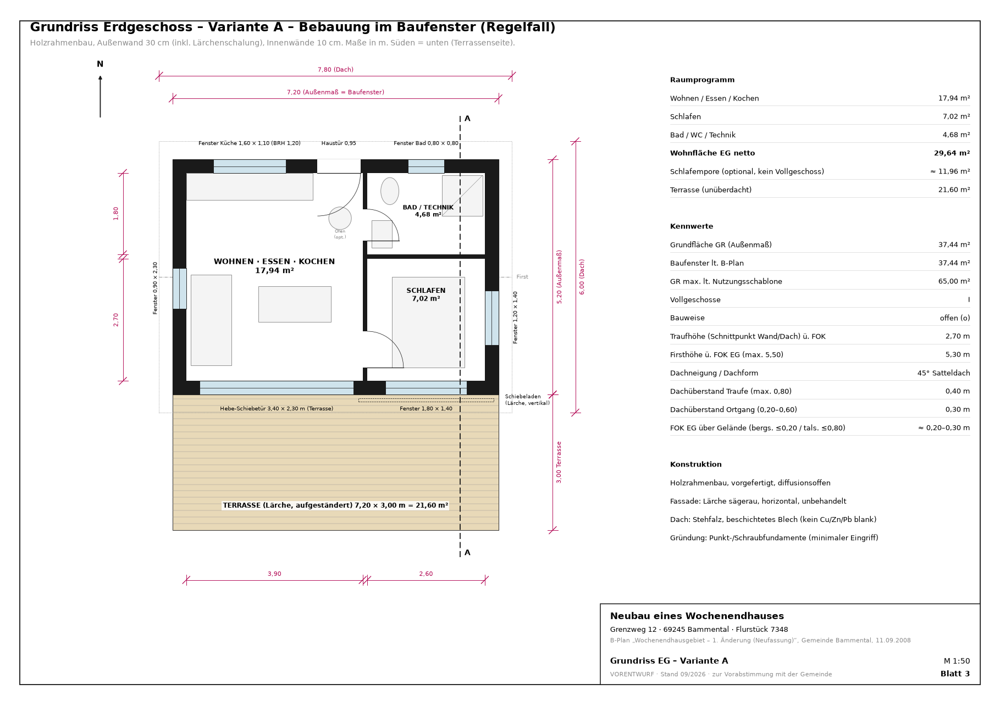 Grundriss Erdgeschoss – Variante A – Bebauung im Baufenster (Regelfall)
Holzrahmenbau, Außenwand 30 cm (inkl. Lärchenschalung), Innenwände 10 cm. Maße in m. Süden = unten (Terrassenseite).
N
7,80 (Dach)
7,20 (Außenmaß = Baufenster)
A
Fenster Küche 1,60 × 1,10 (BRH 1,20)
Haustür 0,95
Fenster Bad 0,80 × 0,80
1,80
BAD / TECHNIK
4,68 m²
Ofen
(opt.)
WOHNEN · ESSEN · KOCHEN
17,94 m²
Fenster 0,90 × 2,30
First
5,20 (Außenmaß)
6,00 (Dach)
SCHLAFEN
7,02 m²
2,70
Fenster 1,20 × 1,40
Schiebeladen
(Lärche, vertikal)
Hebe-Schiebetür 3,40 × 2,30 m (Terrasse)
Fenster 1,80 × 1,40
3,00 Terrasse
TERRASSE (Lärche, aufgeständert) 7,20 × 3,00 m = 21,60 m²
A
3,90
2,60
Raumprogramm
Wohnen / Essen / Kochen 17,94 m²
Schlafen 7,02 m²
Bad / WC / Technik 4,68 m²
Wohnfläche EG netto 29,64 m²
Schlafempore (optional, kein Vollgeschoss) ≈ 11,96 m²
Terrasse (unüberdacht) 21,60 m²
Kennwerte
Grundfläche GR (Außenmaß) 37,44 m²
Baufenster lt. B-Plan 37,44 m²
GR max. lt. Nutzungsschablone 65,00 m²
Vollgeschosse I
Bauweise offen (o)
Traufhöhe (Schnittpunkt Wand/Dach) ü. FOK 2,70 m
Firsthöhe ü. FOK EG (max. 5,50) 5,30 m
Dachneigung / Dachform 45° Satteldach
Dachüberstand Traufe (max. 0,80) 0,40 m
Dachüberstand Ortgang (0,20–0,60) 0,30 m
FOK EG über Gelände (bergs. ≤0,20 / tals. ≤0,80) ≈ 0,20–0,30 m
Konstruktion
Holzrahmenbau, vorgefertigt, diffusionsoffen
Fassade: Lärche sägerau, horizontal, unbehandelt
Dach: Stehfalz, beschichtetes Blech (kein Cu/Zn/Pb blank)
Gründung: Punkt-/Schraubfundamente (minimaler Eingriff)
Neubau eines Wochenendhauses
Grenzweg 12 · 69245 Bammental · Flurstück 7348
B-Plan „Wochenendhausgebiet – 1. Änderung (Neufassung)“, Gemeinde Bammental, 11.09.2008
Grundriss EG – Variante A M 1:50
VORENTWURF · Stand 09/2026 · zur Vorabstimmung mit der Gemeinde Blatt 3